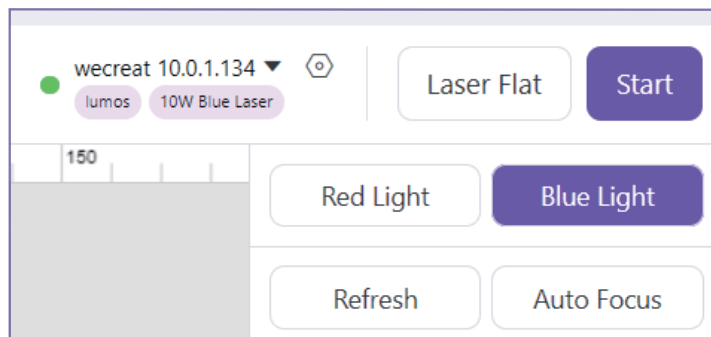 wecreat 10.0.1.134
lumos 10W Blue Laser
Laser Flat
Start
150
Red Light
Blue Light
Refresh
Auto Focus